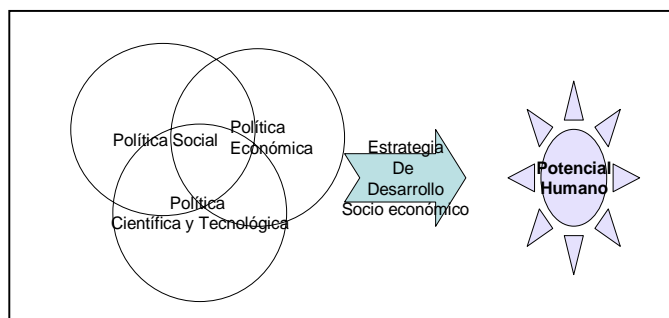 Política Social
Política
Económica
Política
Científica y Tecnológica
Estrategia
De
Desarrollo
Socio económico
Potencial
Humano